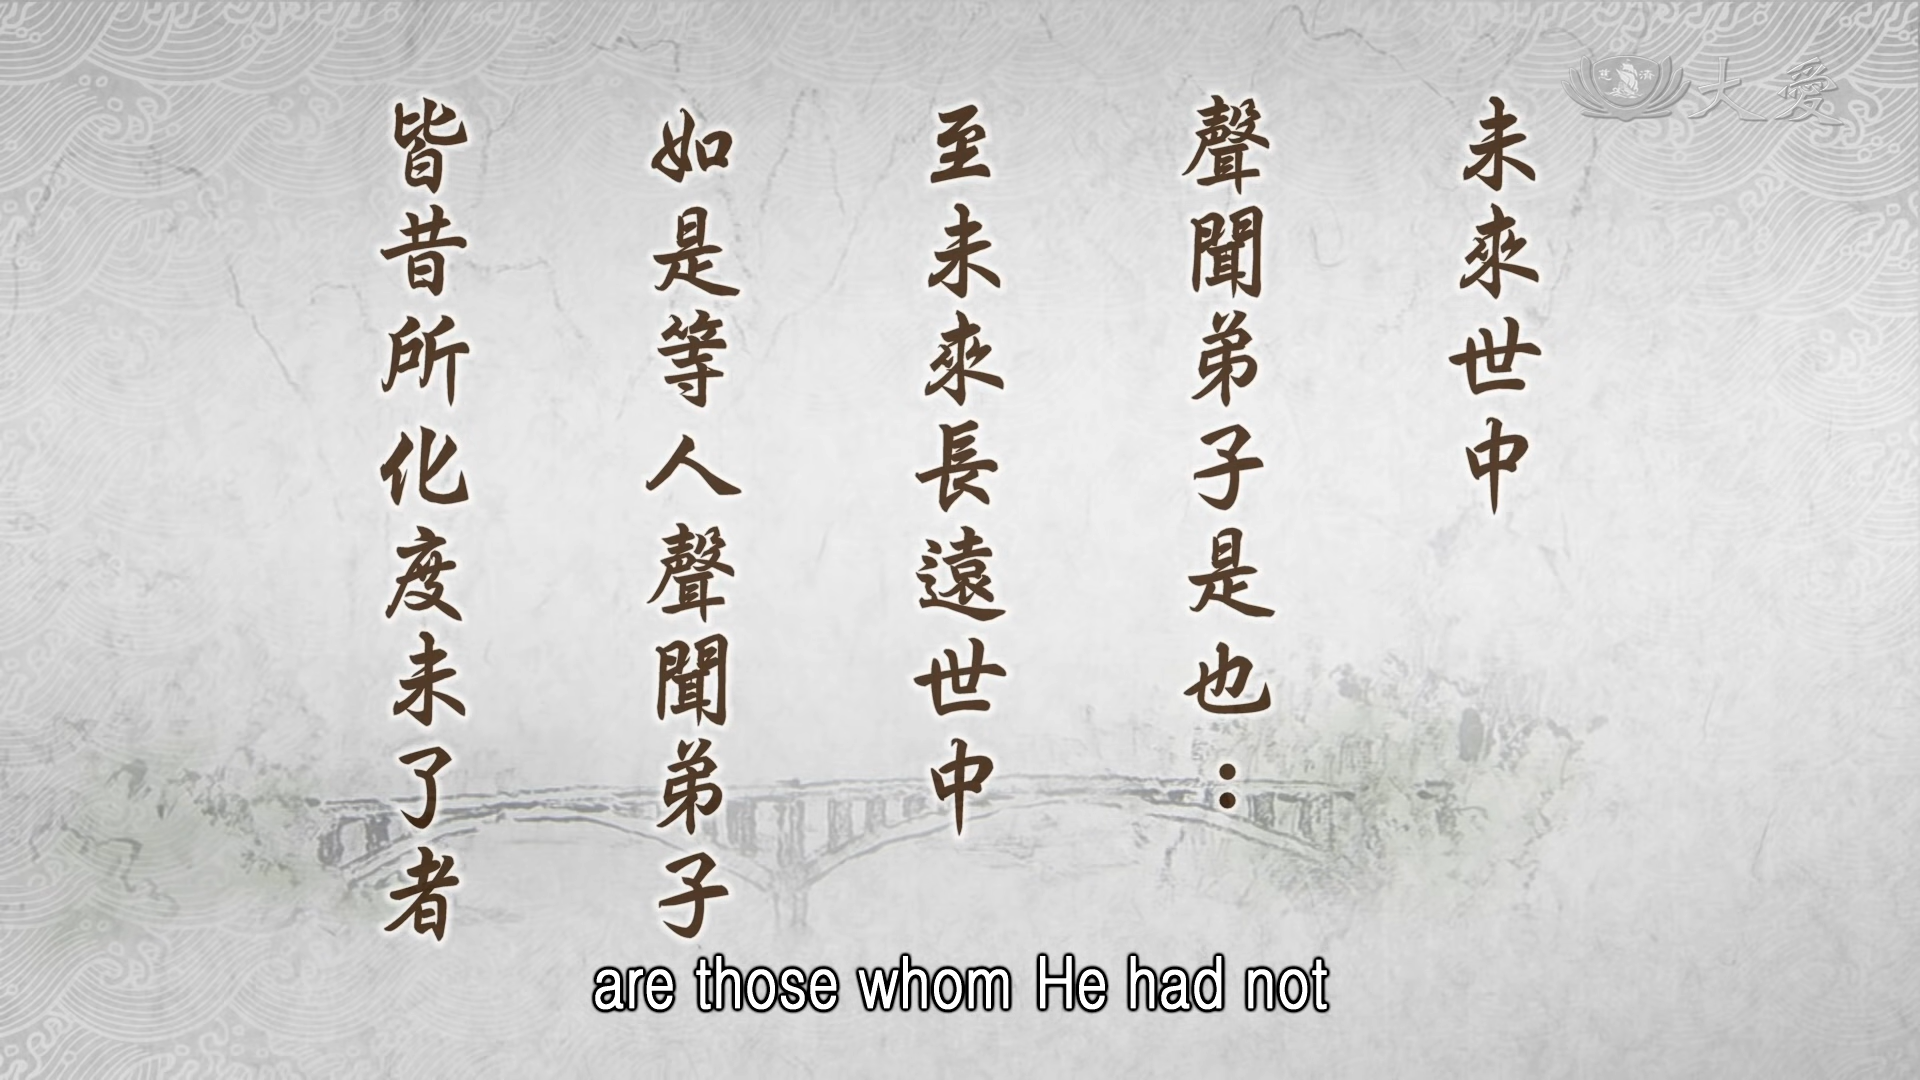 未來世中
聲聞弟子是也：
至未來長遠世中
如是等人聲聞弟子
皆昔所化度未了者
慈濟
大愛
are those whom He had not